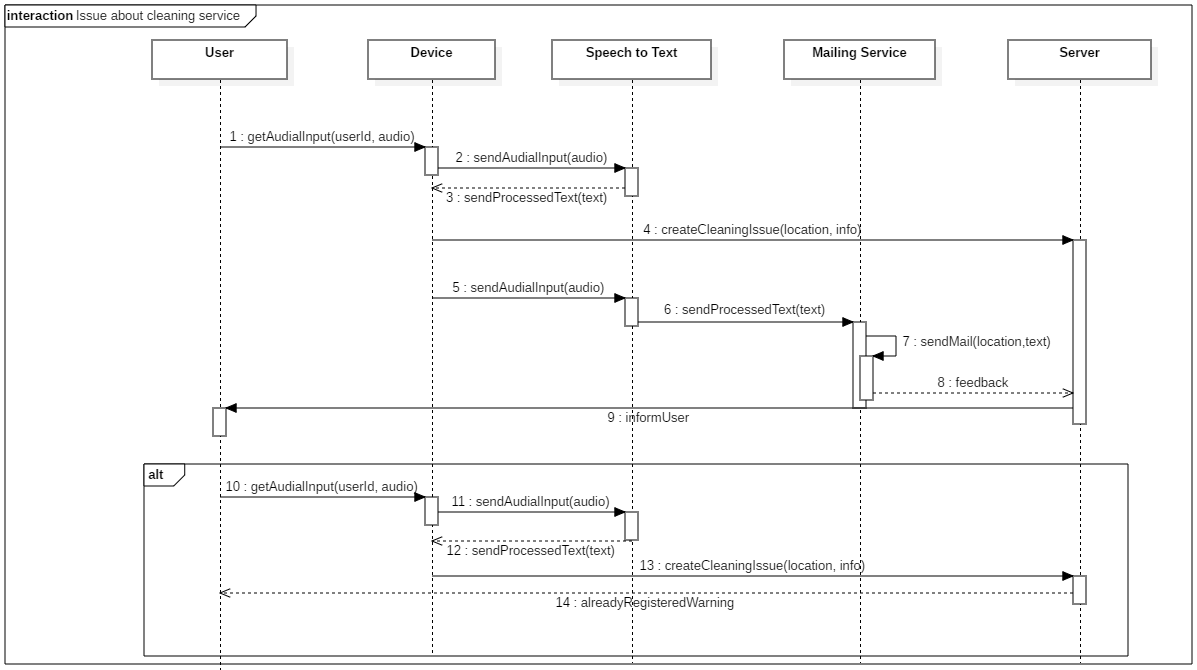 interaction Issue about cleaning service
User
Device
Speech to Text
Mailing Service
Server
1 : getAudialInput(userId, audio)
2 : sendAudialInput(audio)
3 : sendProcessedText(text)
4 : createCleaningIssue(location, info)
5 : sendAudialInput(audio)
6 : sendProcessedText(text)
7 : sendMail(location,text)
8 : feedback
9 : informUser
alt
10 : getAudialInput(userId, audio)
11 : sendAudialInput(audio)
12 : sendProcessedText(text)
13 : createCleaningIssue(location, info)
14 : alreadyRegisteredWarning